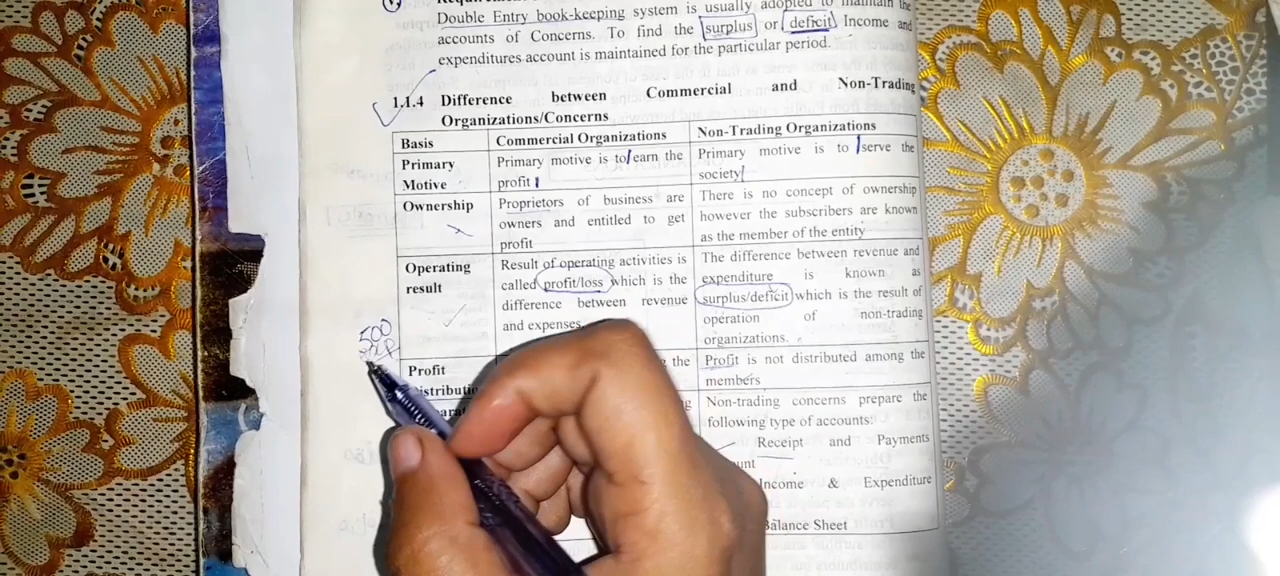 Double Entry book-keeping system is usually adopted to maintain the
accounts of Concerns. To find the surplus or deficit Income and
expenditures account is maintained for the particular period.
1.1.4 Difference between Commercial and Non-Trading
Organizations/Concerns
Basis Commercial Organizations Non-Trading Organizations
Primary Motive
Primary motive is to earn the
profit
Primary motive is to serve the
society
Ownership
Proprietors of business are
owners and entitled to get
profit
There is no concept of ownership
however the subscribers are known
as the member of the entity
Operating
result
Result of operating activities is
called profit/loss which is the
difference between revenue
and expenses.
The difference between revenue and
expenditure is known as
surplus/deficit which is the result of
operation of non-trading
organizations.
500
Profit
the
Profit is not distributed among the
members
Non-trading concerns prepare the
following type of accounts:
Receipt and Payments
Income & Expenditure
Balance Sheet